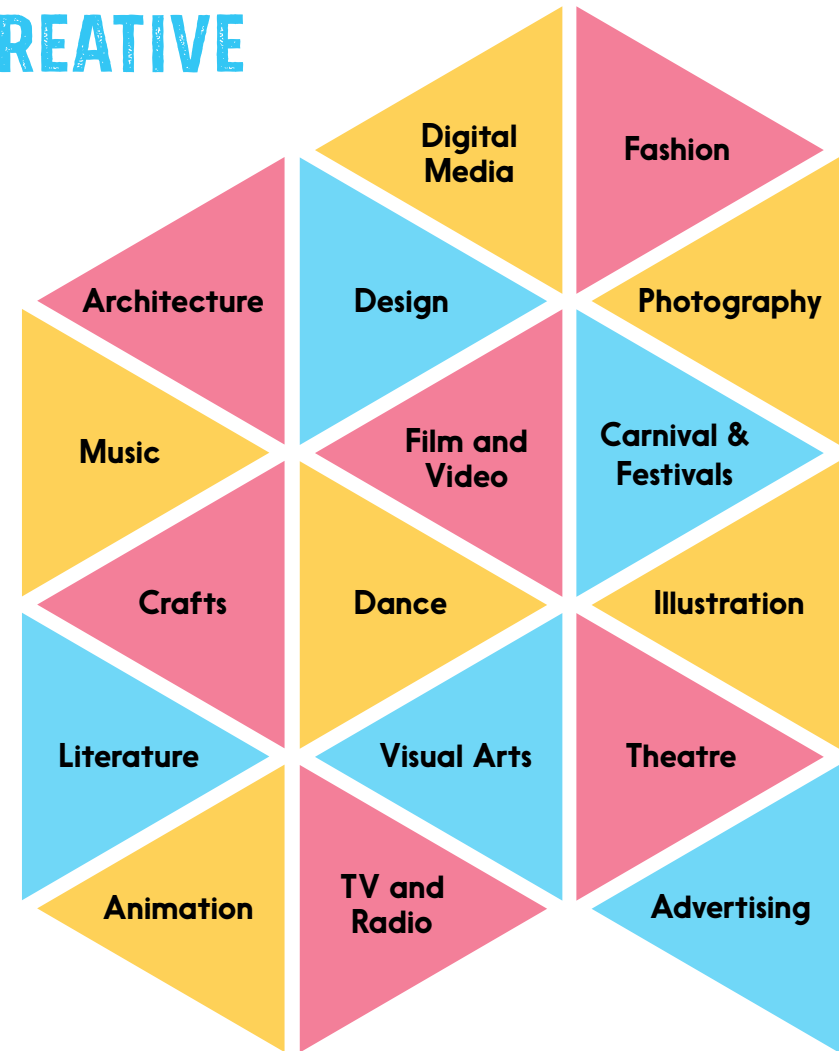 REATIVE
Digital
Media
Fashion
Architecture
Design
Photography
Music
Film and
Video
Carnival &
Festivals
Crafts
Dance
Illustration
Literature
Visual Arts
Theatre
Animation
TV and
Radio
Advertising